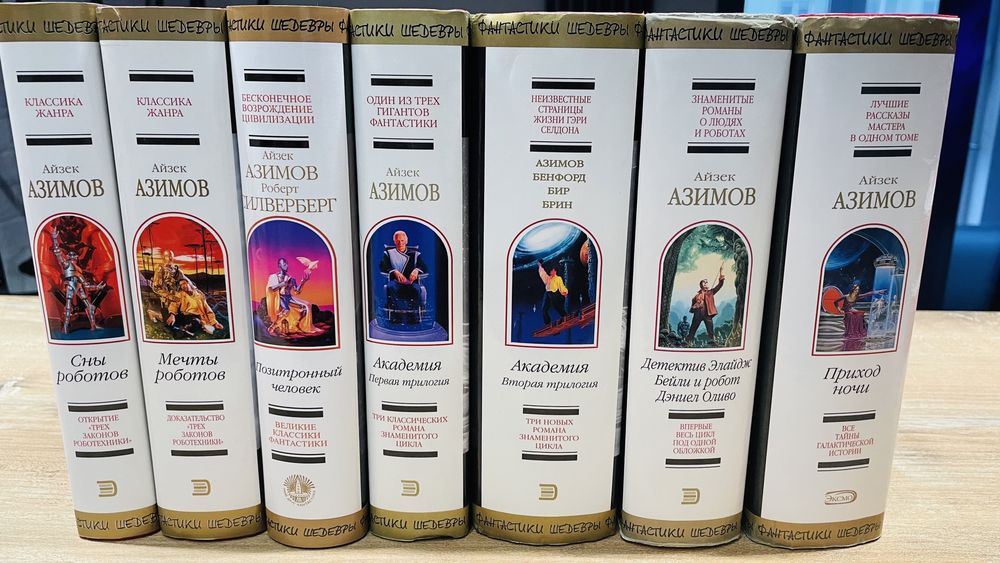 ФАНТАСТИКИ ШЕДЕВРЫ
КЛАССИКА
ЖАНРА
Айзек
АЗИМОВ
Сны
роботов
ОТКРЫТИЕ
«ТРЕХ
ЗАКОНОВ
РОБОТЕХНИКИ»
Э
ФАНТАСТИКИ ШЕДЕВРЫ
ФАНТАСТИКИ ШЕДЕВРЫ
КЛАССИКА
ЖАНРА
Айзек
АЗИМОВ
Мечты
роботов
ДОКАЗАТЕЛЬСТВО
«ТРЕХ
ЗАКОНОВ
РОБОТЕХНИКИ»
Э
ФАНТАСТИКИ ШЕДЕВРЫ
ФАНТАСТИКИ ШЕДЕВРЫ
БЕСКОНЕЧНОЕ
ВОЗРОЖДЕНИЕ
ЦИВИЛИЗАЦИИ
Айзек
АЗИМОВ
Роберт
СИЛВЕРБЕРГ
Позитронный
человек
ВЕЛИКИЕ
КЛАССИКИ
ФАНТАСТИКИ
ФАНТАСТИКИ ШЕДЕВРЫ
ФАНТАСТИКИ ШЕДЕВРЫ
ОДИН ИЗ ТРЕХ
ГИГАНТОВ
ФАНТАСТИКИ
Айзек
АЗИМОВ
Академия
Первая трилогия
ТРИ КЛАССИЧЕСКИХ
РОМАНА
ЗНАМЕНИТОГО
ЦИКЛА
Э
ФАНТАСТИКИ ШЕДЕВРЫ
ФАНТАСТИКИ ШЕДЕВРЫ
НЕИЗВЕСТНЫЕ
СТРАНИЦЫ
ЖИЗНИ ГЭРИ
СЕЛДОНА
АЗИМОВ
БЕНФОРД
БИР
БРИН
Академия
Вторая трилогия
ТРИ НОВЫХ
РОМАНА
ЗНАМЕНИТОГО
ЦИКЛА
Э
ФАНТАСТИКИ ШЕДЕВРЫ
ФАНТАСТИКИ ШЕДЕВРЫ
ЗНАМЕНИТЫЕ
РОМАНЫ
О ЛЮДЯХ
И РОБОТАХ
Айзек
АЗИМОВ
Детектив Элайдж
Бейли и робот
Дэниел Оливо
ВПЕРВЫЕ
ВЕСЬ ЦИКЛ
ПОД ОДНОЙ
ОБЛОЖКОЙ
Э
ФАНТАСТИКИ ШЕДЕВРЫ
ФАНТАСТИКИ ШЕДЕВРЫ
ЛУЧШИЕ
РАССКАЗЫ
МАСТЕРА
В ОДНОМ ТОМЕ
Айзек
АЗИМОВ
Приход
ночи
ВСЕ
ТАЙНЫ
ГАЛАКТИЧЕСКОЙ
ИСТОРИИ
ЭКСМО
ФАНТАСТИКИ ШЕДЕВРЫ